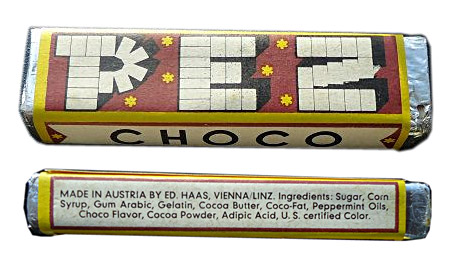 PEZ
CHOCO
MADE IN AUSTRIA BY ED. HAAS, VIENNA/LINZ. Ingredients: Sugar, Corn
Syrup, Gum Arabic, Gelatin, Cocoa Butter, Coco-Fat, Peppermint Oils,
Choco Flavor, Cocoa Powder, Adipic Acid, U.S. certified Color.